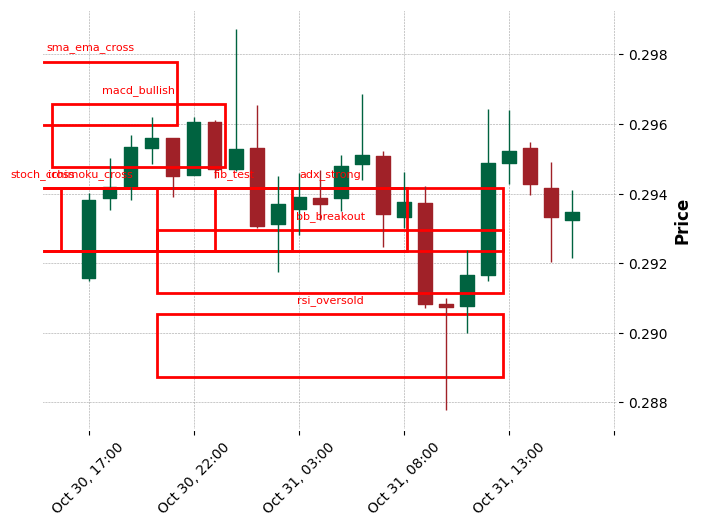 sma_ema_cross
macd_bullish
stoch_cross
ichimoku_cross
fib_test
adx_strong
bb_breakout
rsi_oversold
0.298
0.296
0.294
0.292
0.290
0.288
Price
Oct 30, 17:00
Oct 30, 22:00
Oct 31, 03:00
Oct 31, 08:00
Oct 31, 13:00